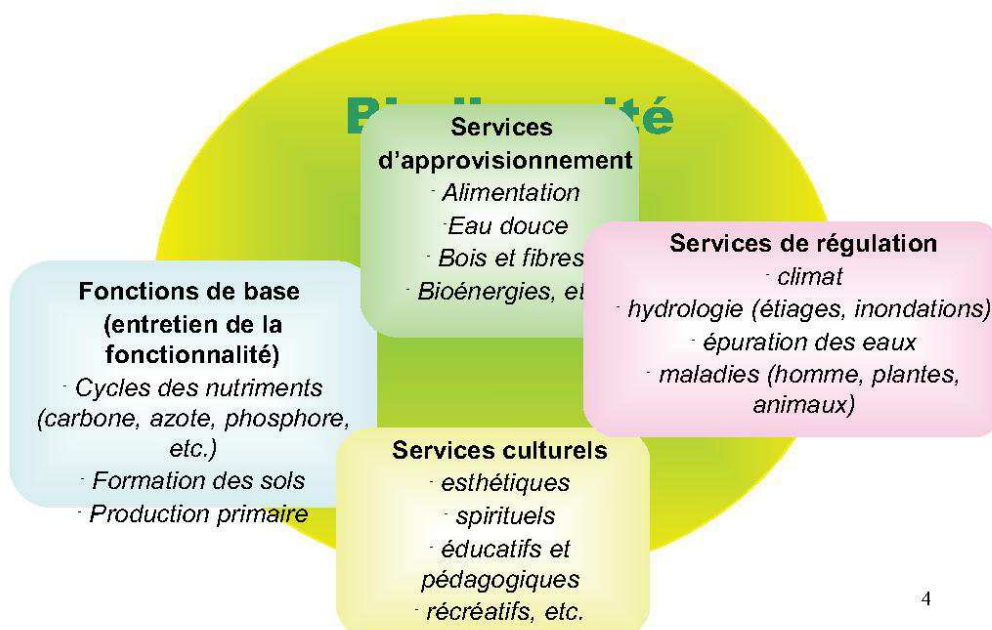 Services
d'approvisionnement
- Alimentation
- Eau douce
- Bois et fibres
- Bioénergies,
Services de régulation
- climat
- hydrologie (étiages, inondations)
- épuration des eaux
- maladies (homme, plantes,
animaux)
Fonctions de base
(entretien de la
fonctionnalité)
- Cycles des nutriments
(carbone, azote, phosphore,
etc.)
- Formation des sols
- Production primaire
Services culturels
- esthétiques
- spirituels
- éducatifs et
pédagogiques
- récréatifs, etc.
4